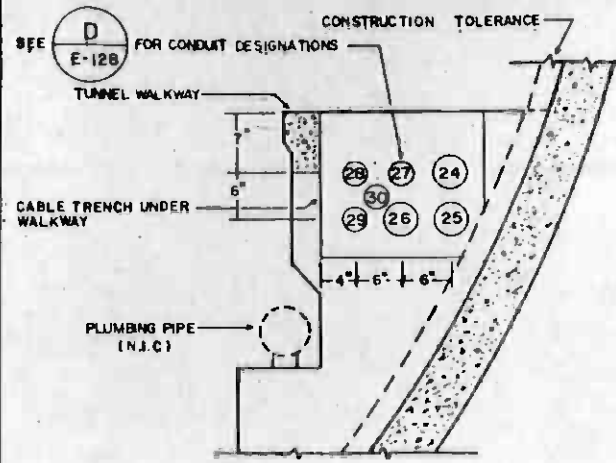 CONSTRUCTION TOLERANCE
SEE D E-128 FOR CONDUIT DESIGNATIONS
TUNNEL WALKWAY
7"
28 27 24
30
6"
CABLE TRENCH UNDER
WALKWAY
29 26 25
4" 6" 6"
PLUMBING PIPE
(N.I.C)